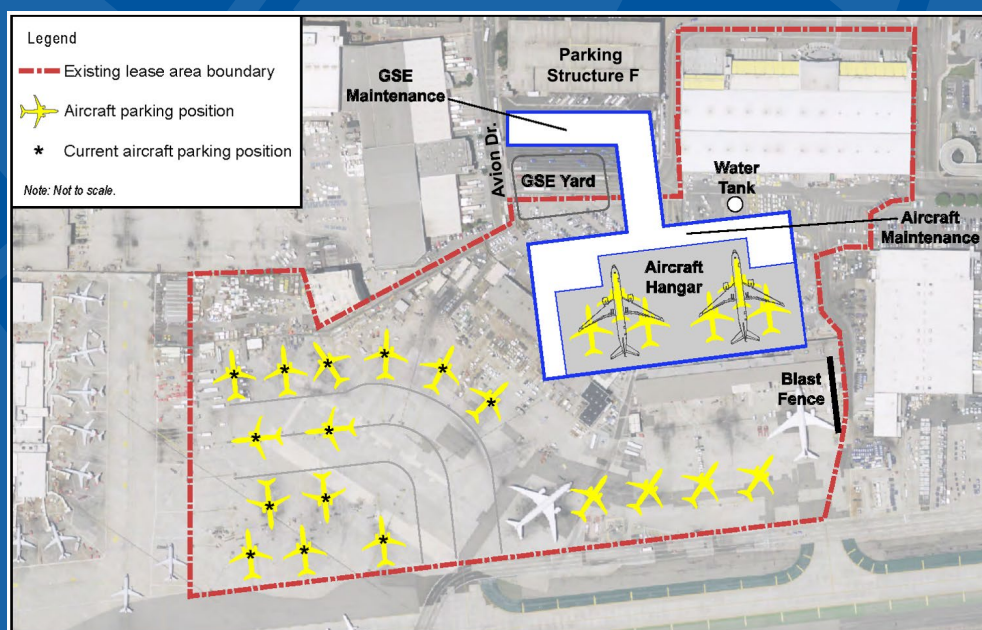 Legend
Existing lease area boundary
Aircraft parking position
* Current aircraft parking position
Note: Not to scale.
GSE
Maintenance
Parking
Structure F
Avion Dr.
GSE Yard
Water
Tank
Aircraft
Maintenance
Aircraft
Hangar
Blast
Fence